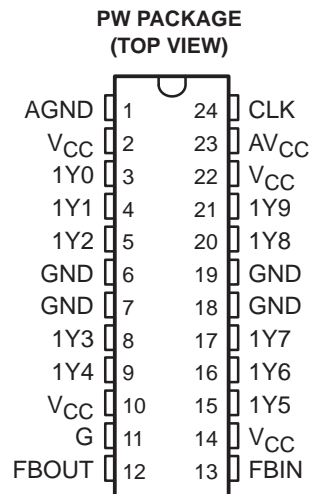 PW PACKAGE
(TOP VIEW)
AGND 1 24 CLK
VCC 2 23 AVCC
1Y0 3 22 VCC
1Y1 4 21 1Y9
1Y2 5 20 1Y8
GND 6 19 GND
GND 7 18 GND
1Y3 8 17 1Y7
1Y4 9 16 1Y6
VCC 10 15 1Y5
G 11 14 VCC
FBOUT 12 13 FBIN